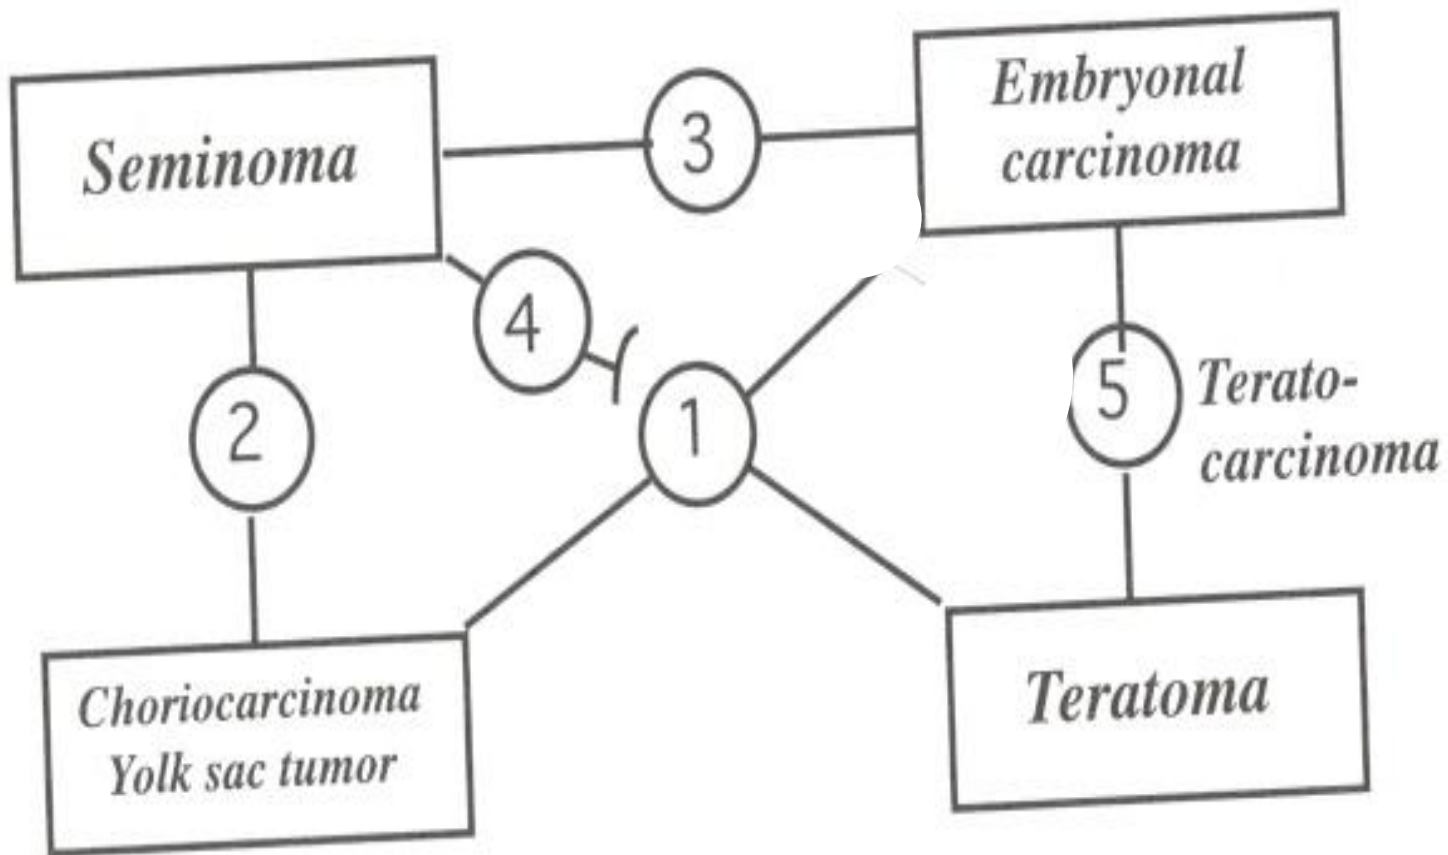 Seminoma
3
Embryonal
carcinoma
4
2
1
5
Terato-
carcinoma
Choriocarcinoma
Yolk sac tumor
Teratoma